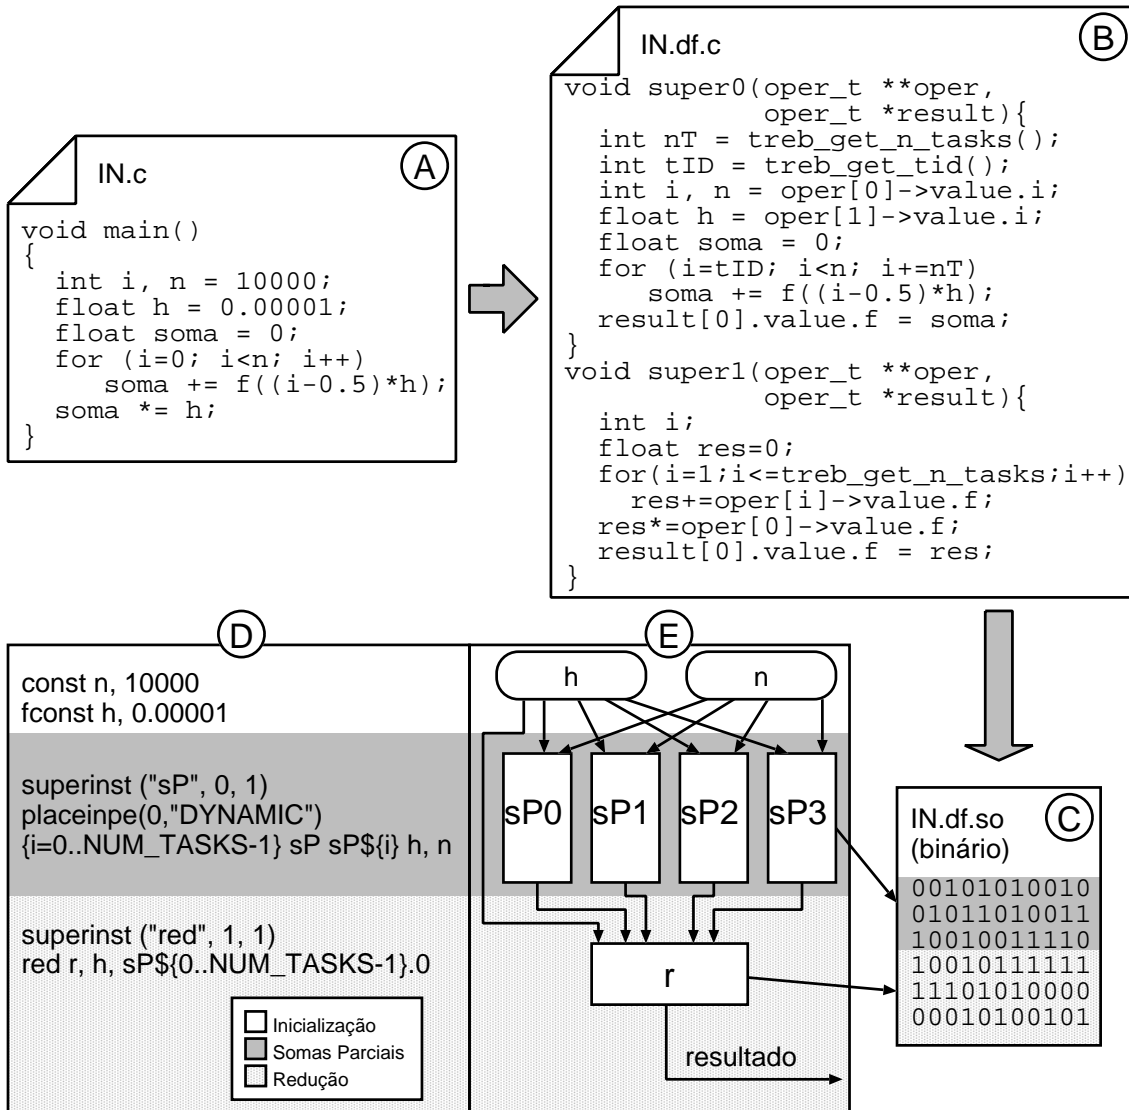 A
IN.c
void main()
{
  int i, n = 10000;
  float h = 0.00001;
  float soma = 0;
  for (i=0; i<n; i++)
     soma += f((i-0.5)*h);
  soma *= h;
}
B
IN.df.c
void super0(oper_t **oper,
            oper_t *result){
  int nT = treb_get_n_tasks();
  int tID = treb_get_tid();
  int i, n = oper[0]->value.i;
  float h = oper[1]->value.i;
  float soma = 0;
  for (i=tID; i<n; i+=nT)
     soma += f((i-0.5)*h);
  result[0].value.f = soma;
}
void super1(oper_t **oper,
            oper_t *result){
  int i;
  float res=0;
  for(i=1;i<=treb_get_n_tasks;i++)
    res+=oper[i]->value.f;
  res*=oper[0]->value.f;
  result[0].value.f = res;
}
D
const n, 10000
fconst h, 0.00001
superinst ("sP", 0, 1)
placeinpe(0,"DYNAMIC")
{i=0..NUM_TASKS-1} sP sP${i} h, n
superinst ("red", 1, 1)
red r, h, sP${0..NUM_TASKS-1}.0
Inicialização
Somas Parciais
Redução
E
h n
sP0 sP1 sP2 sP3
r
resultado
C
IN.df.so
(binário)
00101010010
01011010011
10010011110
10010111111
11101010000
00010100101